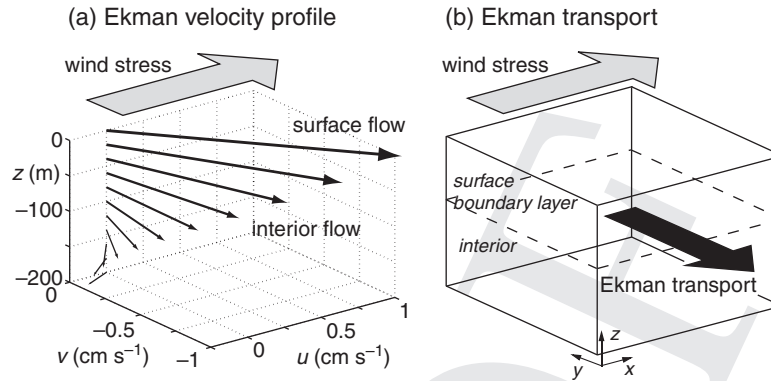 (a) Ekman velocity profile
wind stress
surface flow
interior flow
0
z (m)
−100
−200
0
−0.5
−1
v (cm s⁻¹)
0
0.5
1
u (cm s⁻¹)
(b) Ekman transport
wind stress
surface
boundary layer
interior
Ekman transport
z
y
x